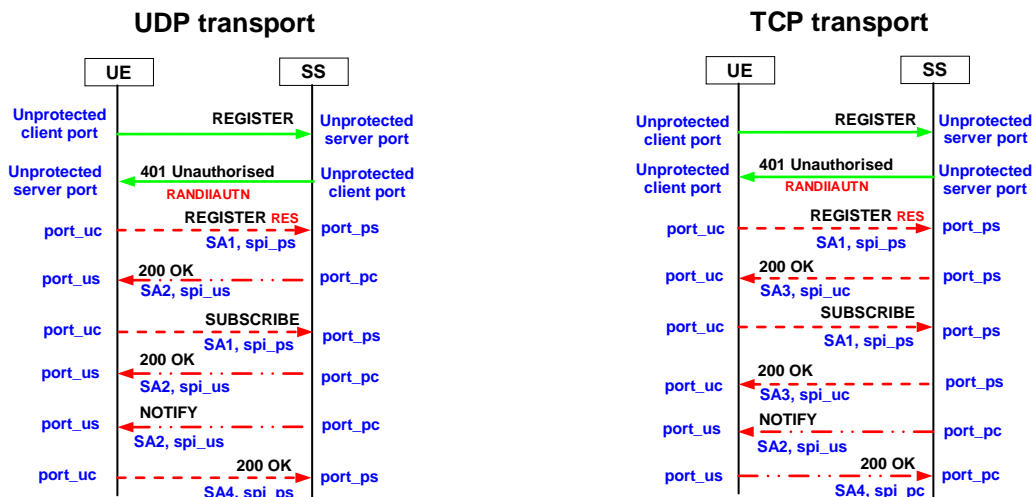 UDP transport
UE
SS
Unprotected
client port
REGISTER
Unprotected
server port
Unprotected
server port
401 Unauthorised
RANDIIAUTN
Unprotected
client port
port_uc
REGISTER RES
SA1, spi_ps
port_ps
port_us
200 OK
SA2, spi_us
port_pc
port_uc
SUBSCRIBE
SA1, spi_ps
port_ps
port_us
200 OK
SA2, spi_us
port_pc
port_us
NOTIFY
SA2, spi_us
port_pc
port_uc
200 OK
SA4, spi_ps
port_ps
TCP transport
UE
SS
Unprotected
client port
REGISTER
Unprotected
server port
Unprotected
client port
401 Unauthorised
RANDIIAUTN
Unprotected
server port
port_uc
REGISTER RES
SA1, spi_ps
port_ps
port_uc
200 OK
SA3, spi_uc
port_ps
port_uc
SUBSCRIBE
SA1, spi_ps
port_ps
port_uc
200 OK
SA3, spi_uc
port_ps
port_us
NOTIFY
SA2, spi_us
port_pc
port_us
200 OK
SA4, spi_pc
port_pc